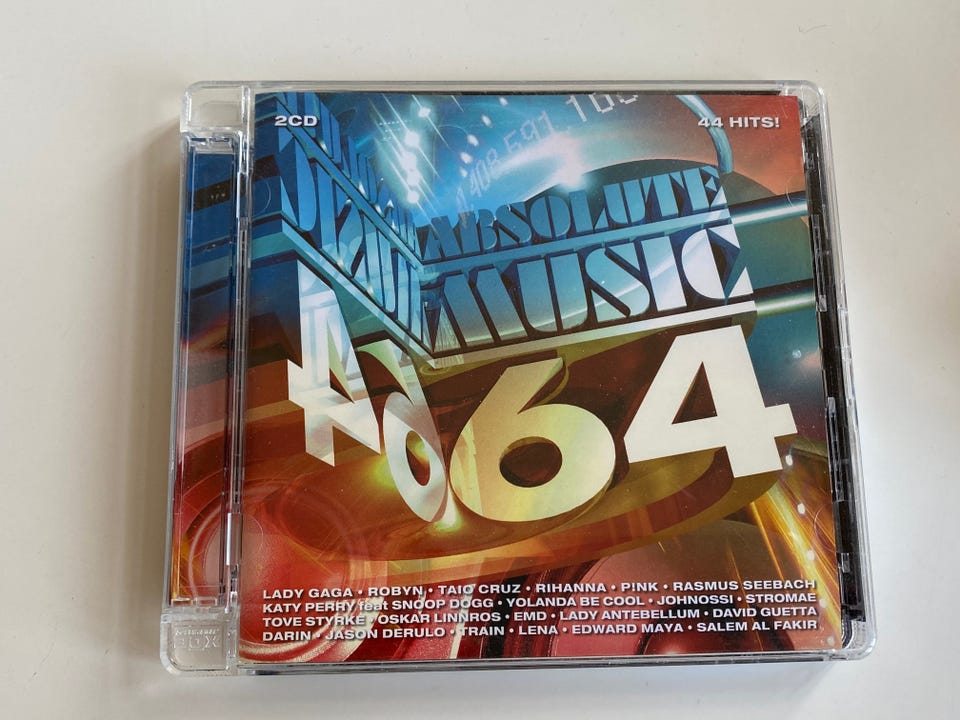 2CD
44 HITS!
ABSOLUTE
MUSIC
64
LADY GAGA • ROBYN • TAIO CRUZ • RIHANNA • P!NK • RASMUS SEEBACH
KATY PERRY feat SNOOP DOGG • YOLANDA BE COOL • JOHNOSSI • STROMAE
TOVE STYRKE • OSKAR LINNROS • EMD • LADY ANTEBELLUM • DAVID GUETTA
DARIN • JASON DERULO • TRAIN • LENA • EDWARD MAYA • SALEM AL FAKIR